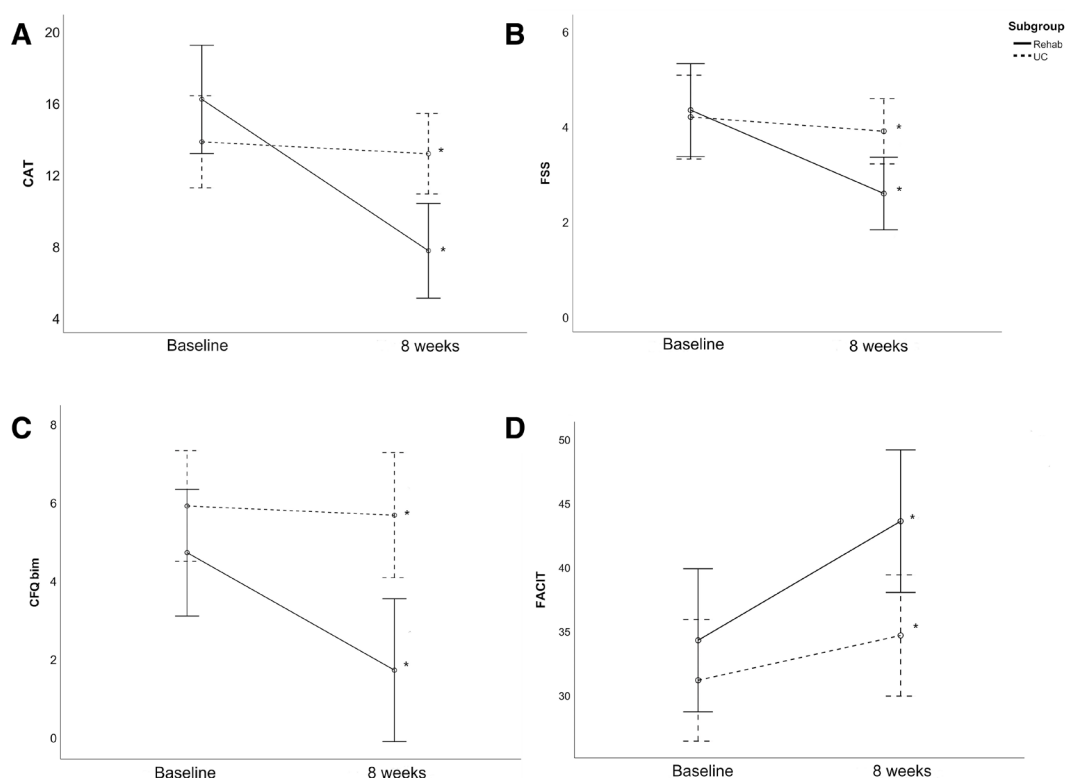 A
20
16
12
8
4
CAT
*
*
Baseline
8 weeks
B
6
4
2
0
FSS
*
*
Baseline
8 weeks
Subgroup
Rehab
UC
C
8
6
4
2
0
CFQ bim
*
*
Baseline
8 weeks
D
50
45
40
35
30
FACIT
*
*
Baseline
8 weeks